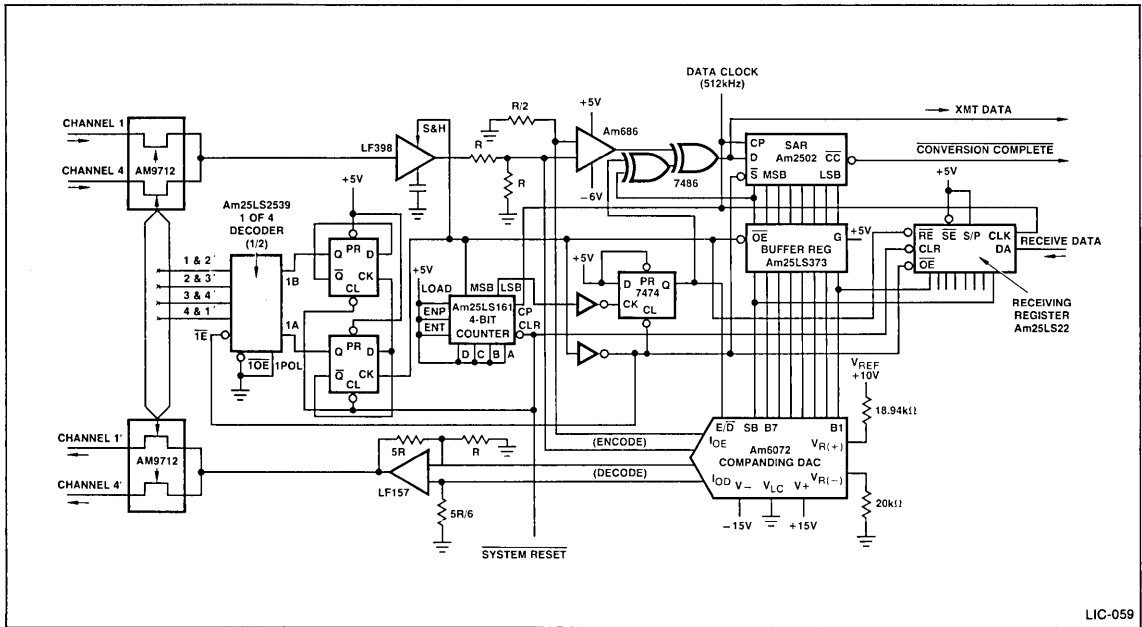 DATA CLOCK
(512kHz)
XMT DATA
CONVERSION COMPLETE
CHANNEL 1
CHANNEL 4
AM9712
LF398
S&H
R/2
R
R
+5V
Am686
-6V
7486
CP
D
S
SAR
Am2502
CC
MSB
LSB
+5V
RE
SE
S/P
CLK
CLR
DA
OE
RECEIVE DATA
RECEIVING
REGISTER
Am25LS22
OE
G
+5V
BUFFER REG
Am25LS373
Am25LS2539
1 OF 4
DECODER
(1/2)
1 & 2'
2 & 3'
3 & 4'
4 & 1'
1E
1B
1A
1OE
1POL
+5V
PR
Q
D
Q
CK
CL
PR
Q
D
Q
CK
CL
+5V
LOAD
ENP
ENT
MSB
LSB
Am25LS161
4-BIT
COUNTER
CP
CLR
D
C
B
A
+5V
D
PR
Q
7474
CK
CL
VREF
+10V
18.94kΩ
20kΩ
E/D
SB
B7
B1
IOE
IOD
Am6072
COMPANDING DAC
VR(+)
VR(−)
V−
VLC
V+
−15V
+15V
(ENCODE)
(DECODE)
5R
R
LF157
5R/6
CHANNEL 1'
CHANNEL 4'
AM9712
SYSTEM RESET
LIC-059